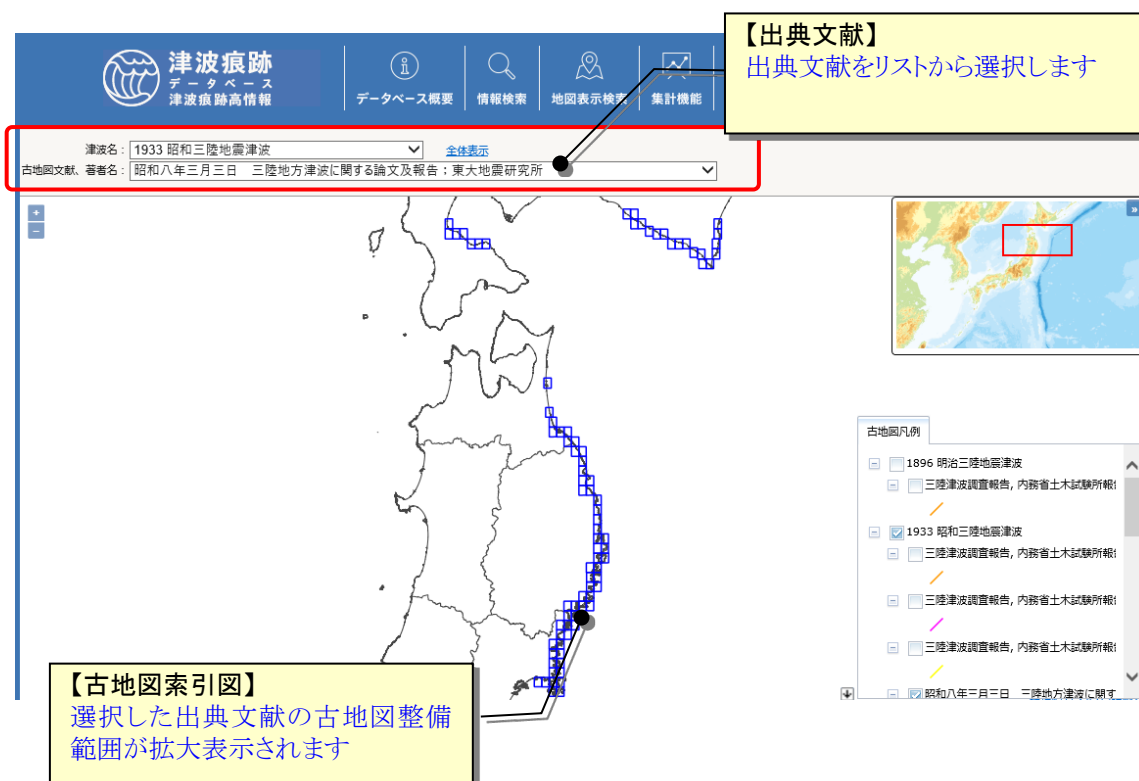 【出典文献】
出典文献をリストから選択します
津波痕跡
データベース
津波痕跡高情報
データベース概要
情報検索
地図表示検索
集計機能
津波名：
1933 昭和三陸地震津波
全体表示
古地図文献、著者名：
昭和八年三月三日　三陸地方津波に関する論文及報告；東大地震研究所
+
−
»
古地図凡例
1896 明治三陸地震津波
三陸津波調査報告, 内務省土木試験所報告
1933 昭和三陸地震津波
三陸津波調査報告, 内務省土木試験所報告
三陸津波調査報告, 内務省土木試験所報告
三陸津波調査報告, 内務省土木試験所報告
昭和八年三月三日　三陸地方津波に関す
【古地図索引図】
選択した出典文献の古地図整備
範囲が拡大表示されます